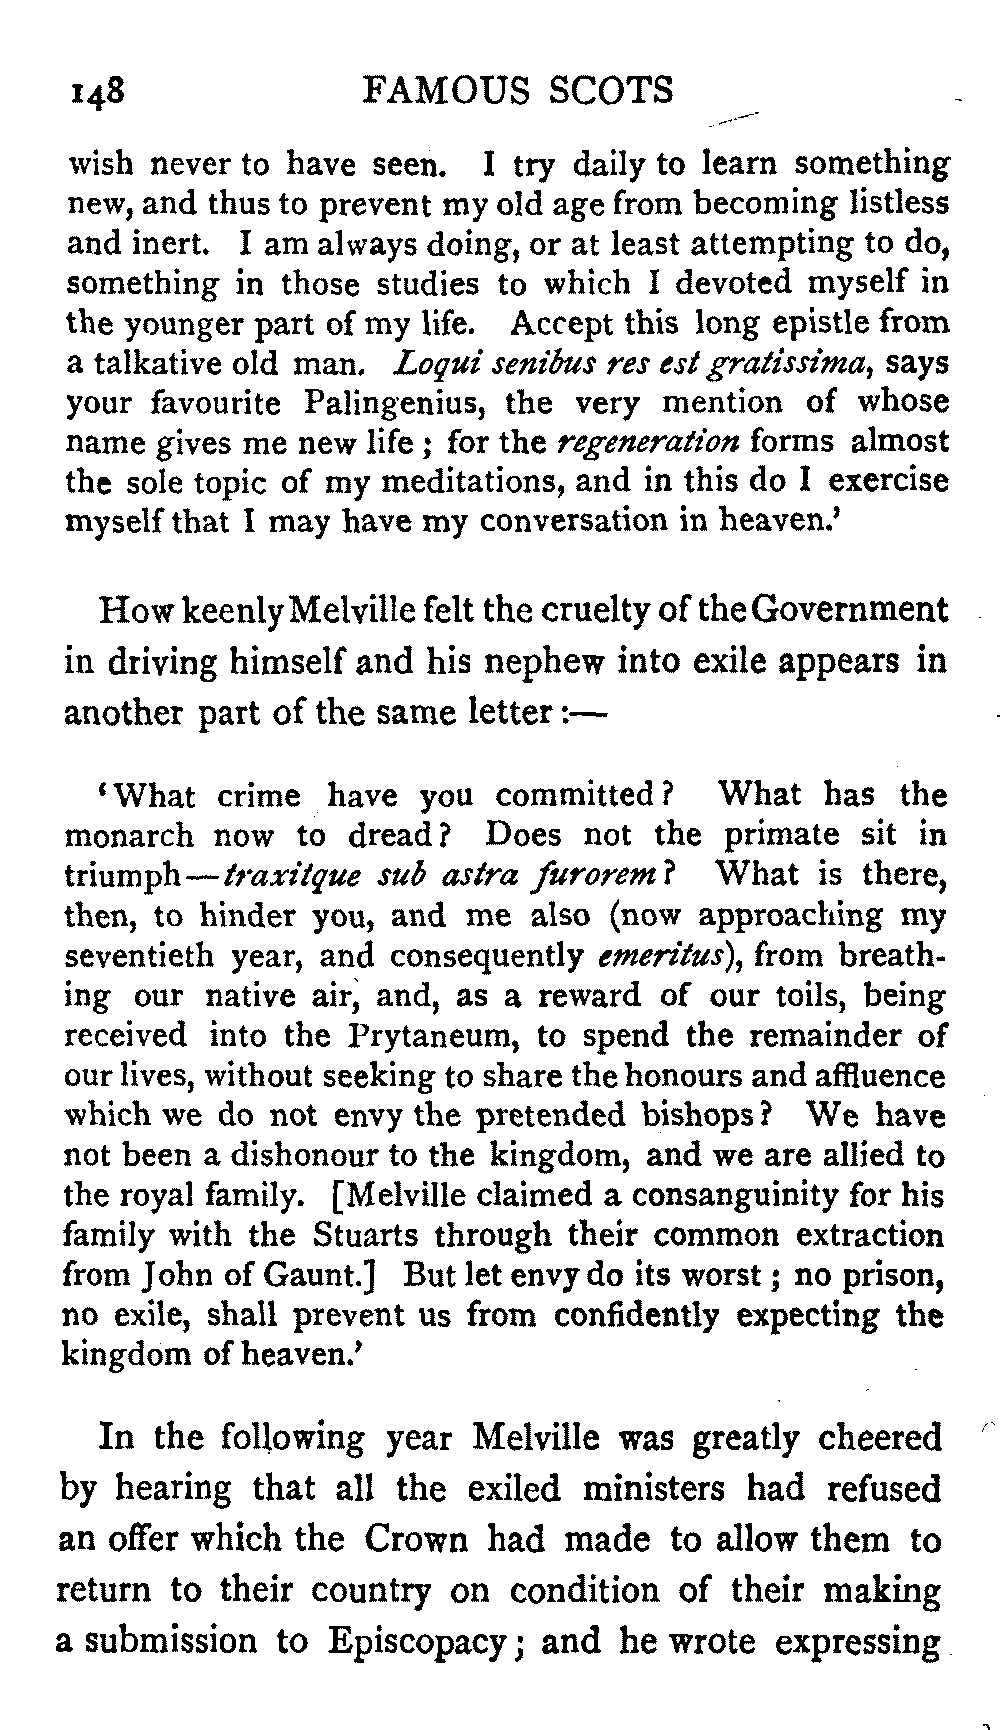 148 FAMOUS SCOTS
wish never to have seen. I try daily to learn something
new, and thus to prevent my old age from becoming listless
and inert. I am always doing, or at least attempting to do,
something in those studies to which I devoted myself in
the younger part of my life. Accept this long epistle from
a talkative old man. Loqui senibus res est gratissima, says
your favourite Palingenius, the very mention of whose
name gives me new life ; for the regeneration forms almost
the sole topic of my meditations, and in this do I exercise
myself that I may have my conversation in heaven.’
How keenly Melville felt the cruelty of the Government
in driving himself and his nephew into exile appears in
another part of the same letter :—
‘What crime have you committed? What has the
monarch now to dread? Does not the primate sit in
triumph—traxitque sub astra furorem? What is there,
then, to hinder you, and me also (now approaching my
seventieth year, and consequently emeritus), from breath-
ing our native air, and, as a reward of our toils, being
received into the Prytaneum, to spend the remainder of
our lives, without seeking to share the honours and affluence
which we do not envy the pretended bishops? We have
not been a dishonour to the kingdom, and we are allied to
the royal family. [Melville claimed a consanguinity for his
family with the Stuarts through their common extraction
from John of Gaunt.] But let envy do its worst ; no prison,
no exile, shall prevent us from confidently expecting the
kingdom of heaven.’
In the following year Melville was greatly cheered
by hearing that all the exiled ministers had refused
an offer which the Crown had made to allow them to
return to their country on condition of their making
a submission to Episcopacy; and he wrote expressing